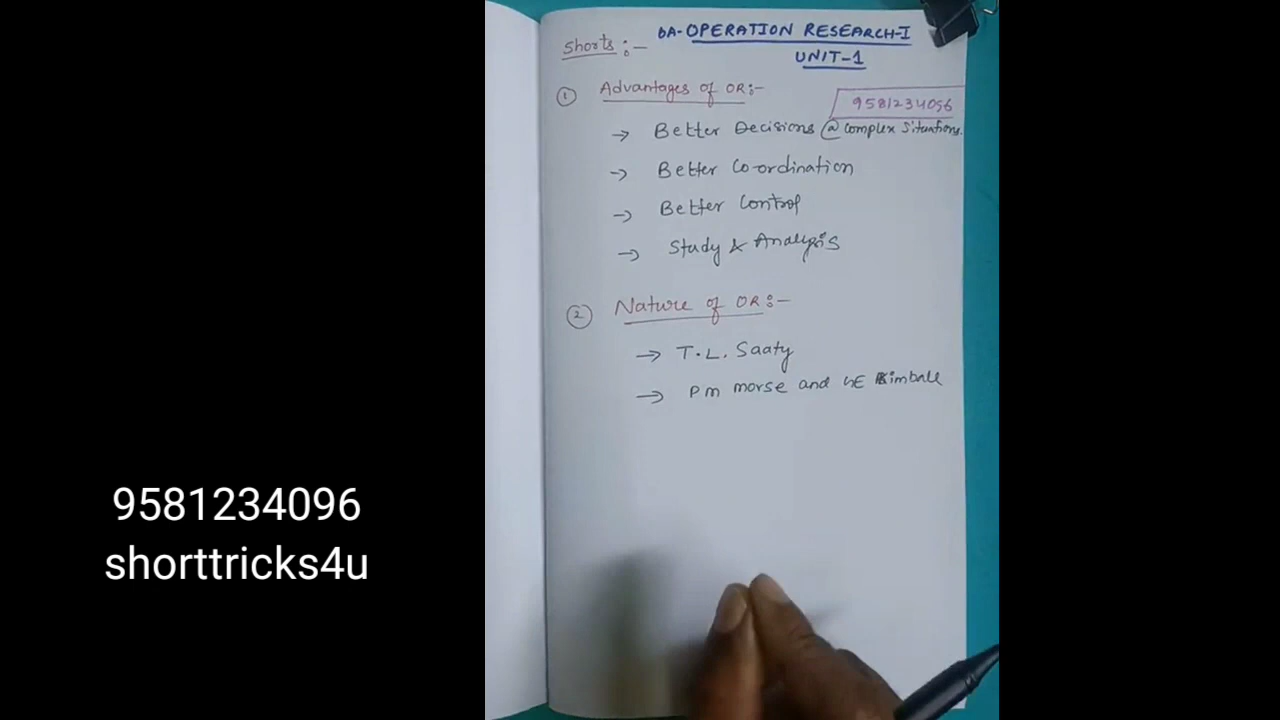 6A-OPERATION RESEARCH-I
Shorts :-
UNIT-1
① Advantages of OR :-
9581234096
→ Better Decisions @ complex situations.
→ Better Co-ordination
→ Better Control
→ Study & Analysis
② Nature of OR :-
→ T.L. Saaty
→ PM morse and GE Kimball
9581234096
shorttricks4u